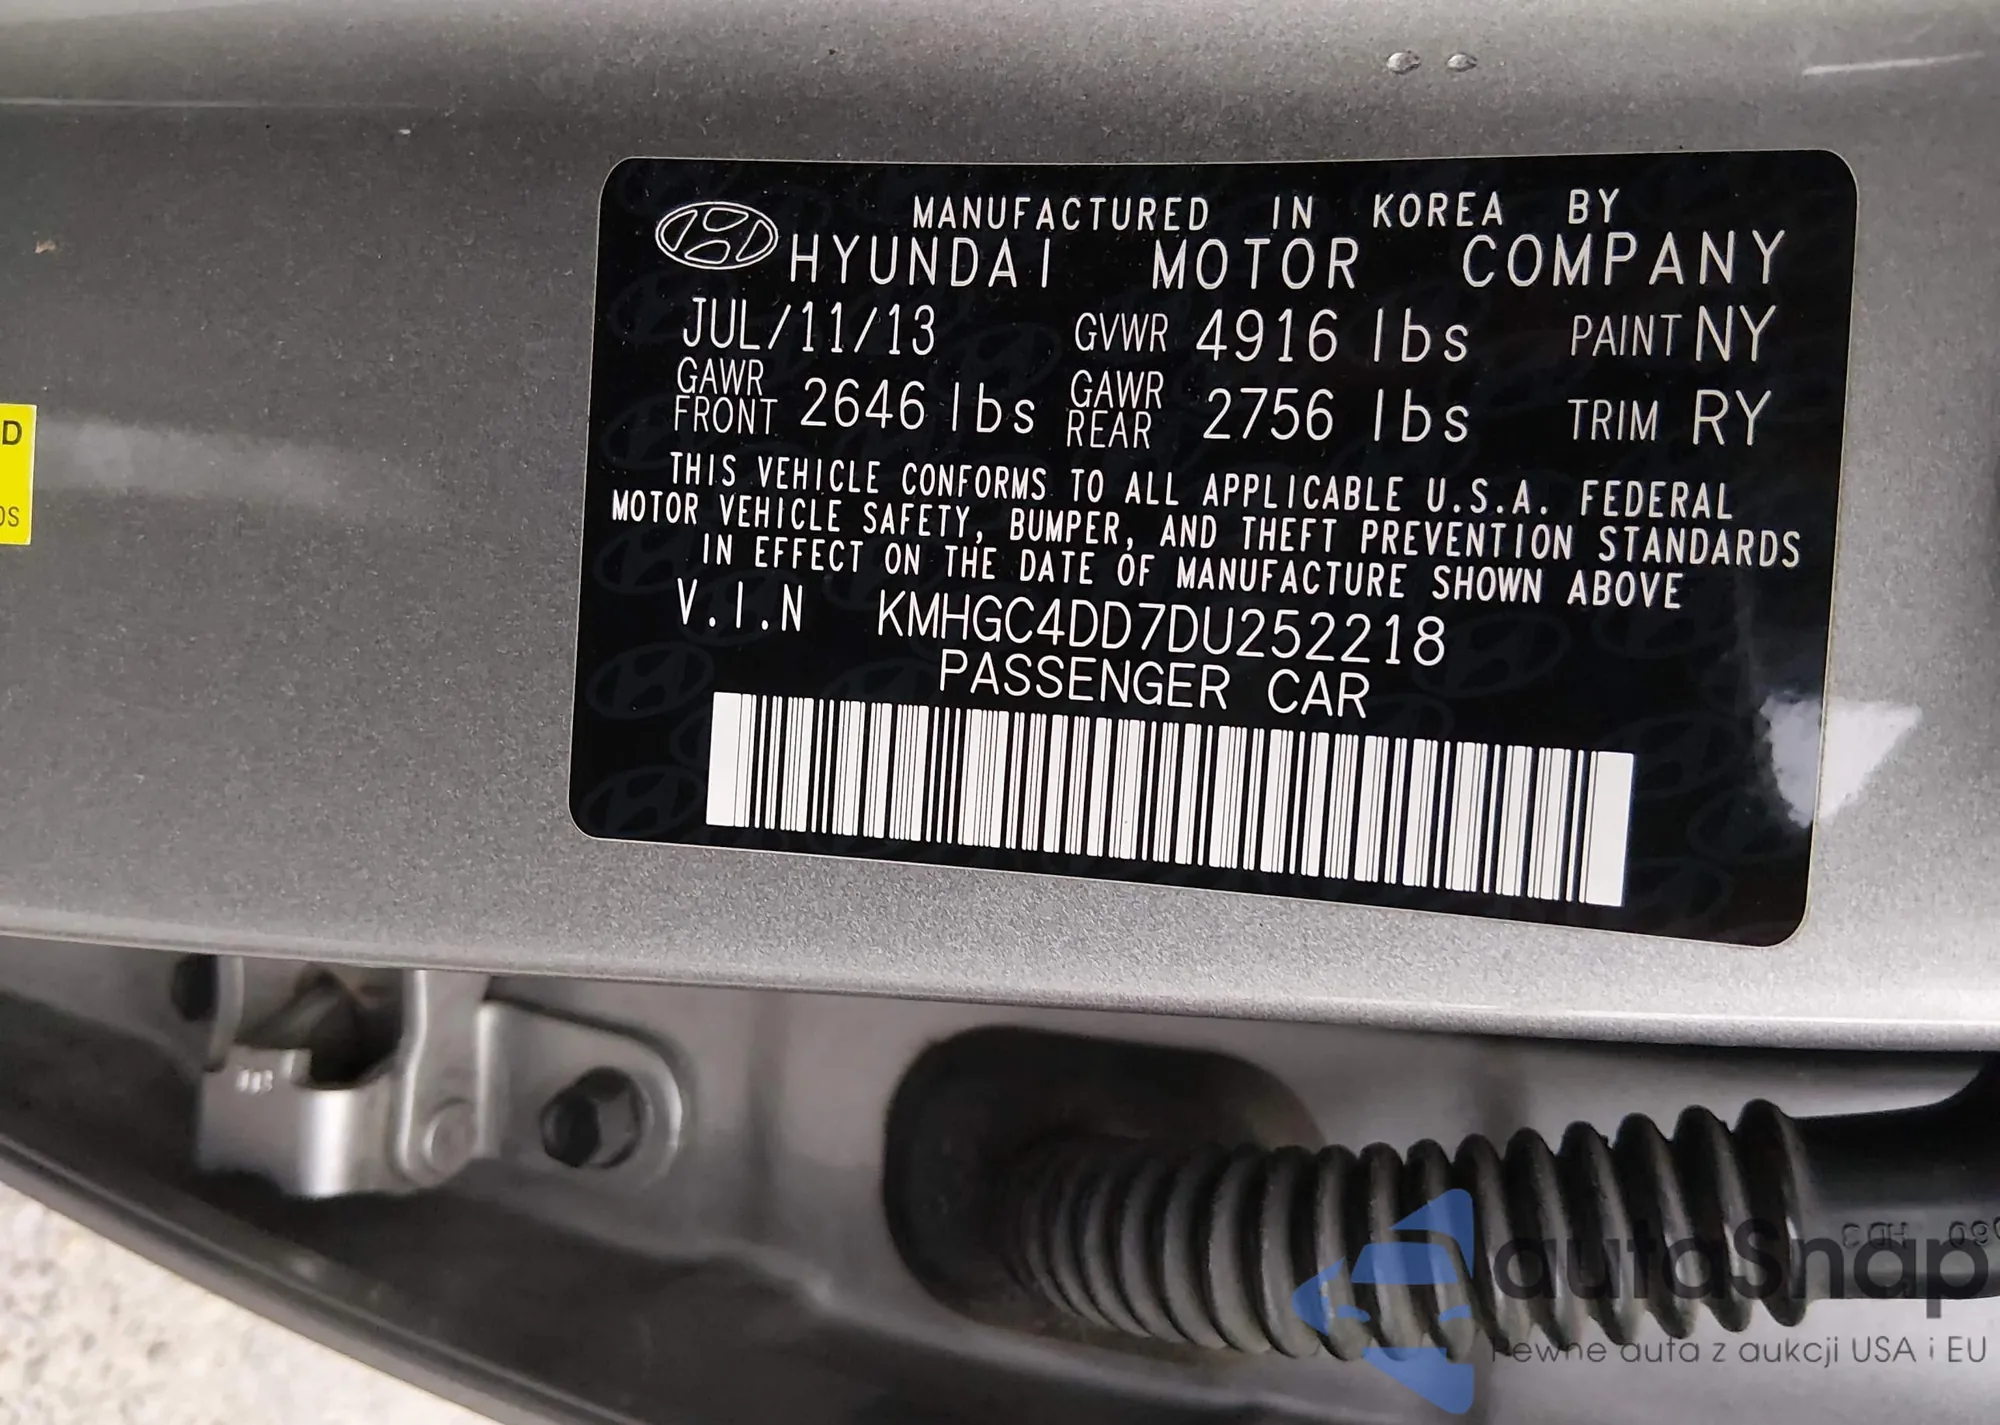 MANUFACTURED IN KOREA BY
HYUNDAI MOTOR COMPANY
JUL/11/13 GVWR 4916 lbs PAINT NY
GAWR FRONT 2646 lbs GAWR REAR 2756 lbs TRIM RY
THIS VEHICLE CONFORMS TO ALL APPLICABLE U.S.A. FEDERAL
MOTOR VEHICLE SAFETY, BUMPER, AND THEFT PREVENTION STANDARDS
IN EFFECT ON THE DATE OF MANUFACTURE SHOWN ABOVE
V.I.N KMHGC4DD7DU252218
PASSENGER CAR
D
OS
autaSnap
Pewne auta z aukcji USA i EU